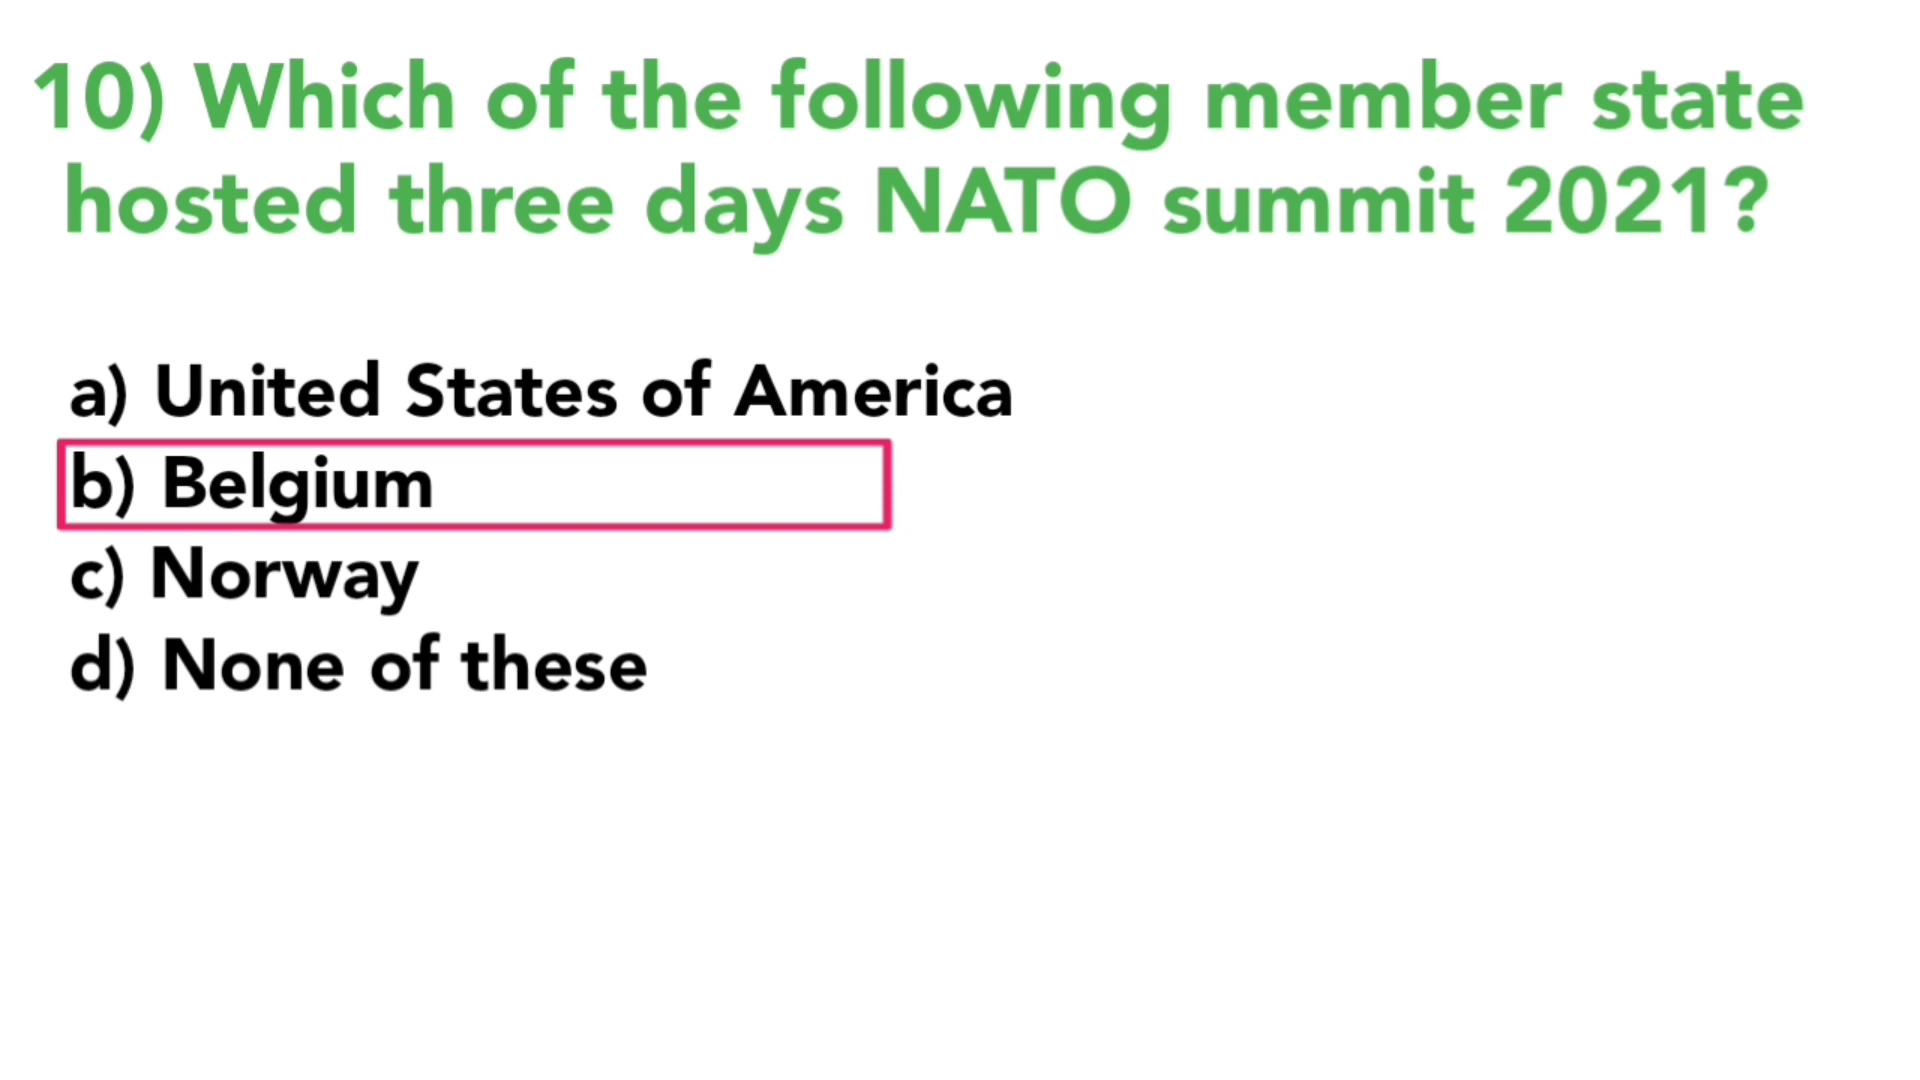 10) Which of the following member state
hosted three days NATO summit 2021?
a) United States of America
b) Belgium
c) Norway
d) None of these